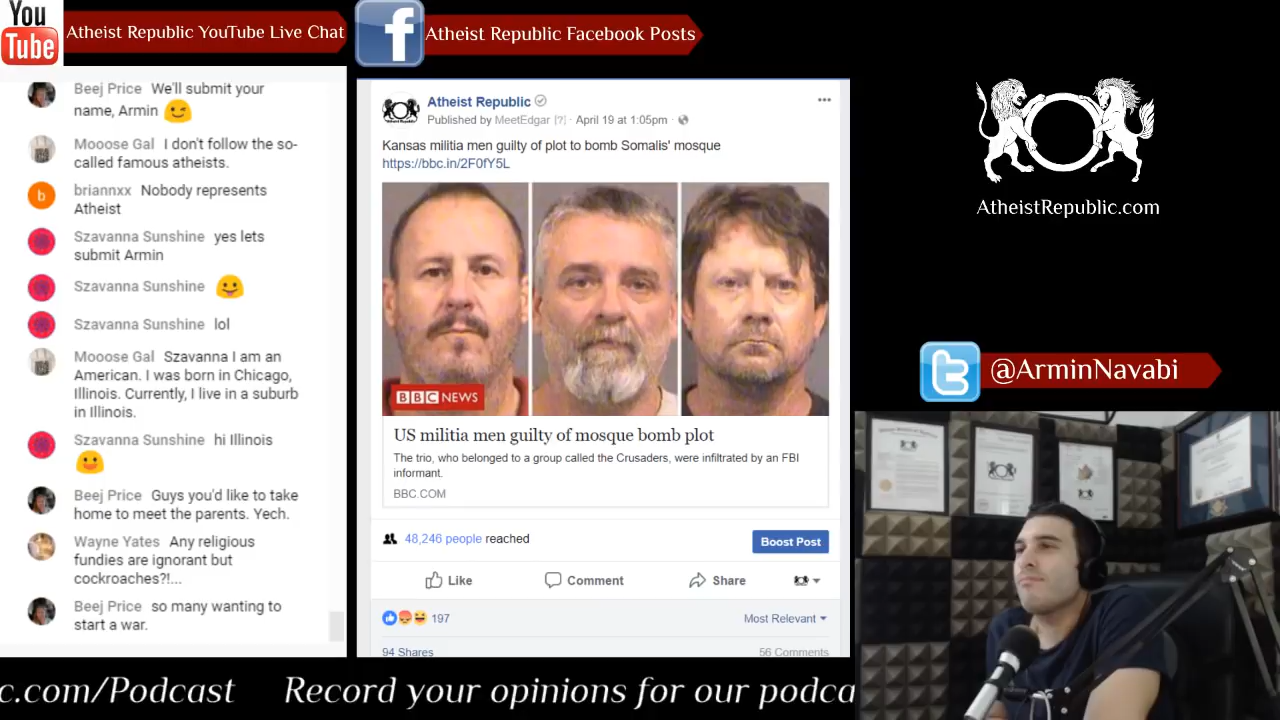 You
Tube
Atheist Republic YouTube Live Chat
f
Atheist Republic Facebook Posts
Beej Price We'll submit your
name, Armin
Mooose Gal I don't follow the so-
called famous atheists.
b
briannxx Nobody represents
Atheist
Szavanna Sunshine yes lets
submit Armin
Szavanna Sunshine
Szavanna Sunshine lol
Mooose Gal Szavanna I am an
American. I was born in Chicago,
Illinois. Currently, I live in a suburb
in Illinois.
Szavanna Sunshine hi Illinois
Beej Price Guys you'd like to take
home to meet the parents. Yech.
Wayne Yates Any religious
fundies are ignorant but
cockroaches?!...
Beej Price so many wanting to
start a war.
Atheist Republic
Published by MeetEdgar [?] · April 19 at 1:05pm ·
Kansas militia men guilty of plot to bomb Somalis' mosque
https://bbc.in/2F0fY5L
BBC NEWS
US militia men guilty of mosque bomb plot
The trio, who belonged to a group called the Crusaders, were infiltrated by an FBI
informant.
BBC.COM
48,246 people reached
Boost Post
Like
Comment
Share
197
Most Relevant
94 Shares
56 Comments
AtheistRepublic.com
t
@ArminNavabi
c.com/Podcast Record your opinions for our podca